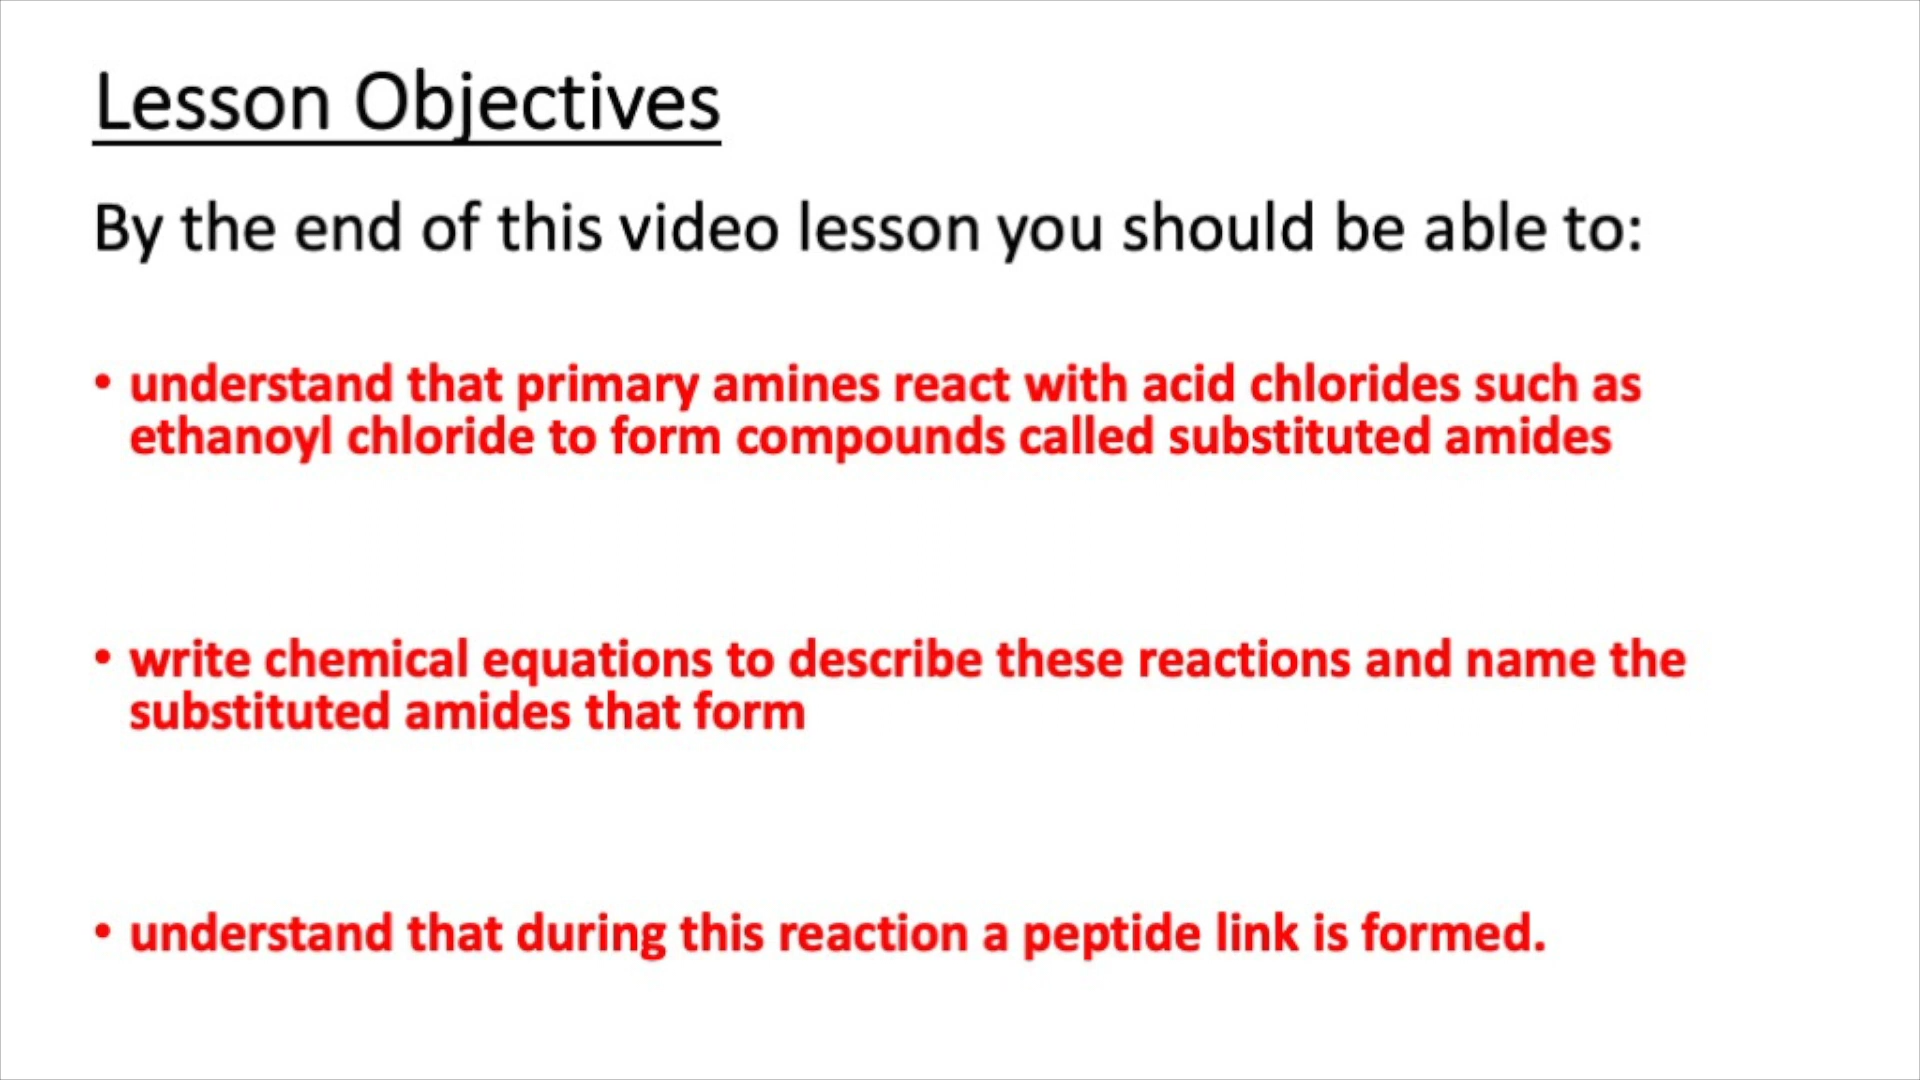 Lesson Objectives
By the end of this video lesson you should be able to:
• understand that primary amines react with acid chlorides such as
ethanoyl chloride to form compounds called substituted amides
• write chemical equations to describe these reactions and name the
substituted amides that form
• understand that during this reaction a peptide link is formed.